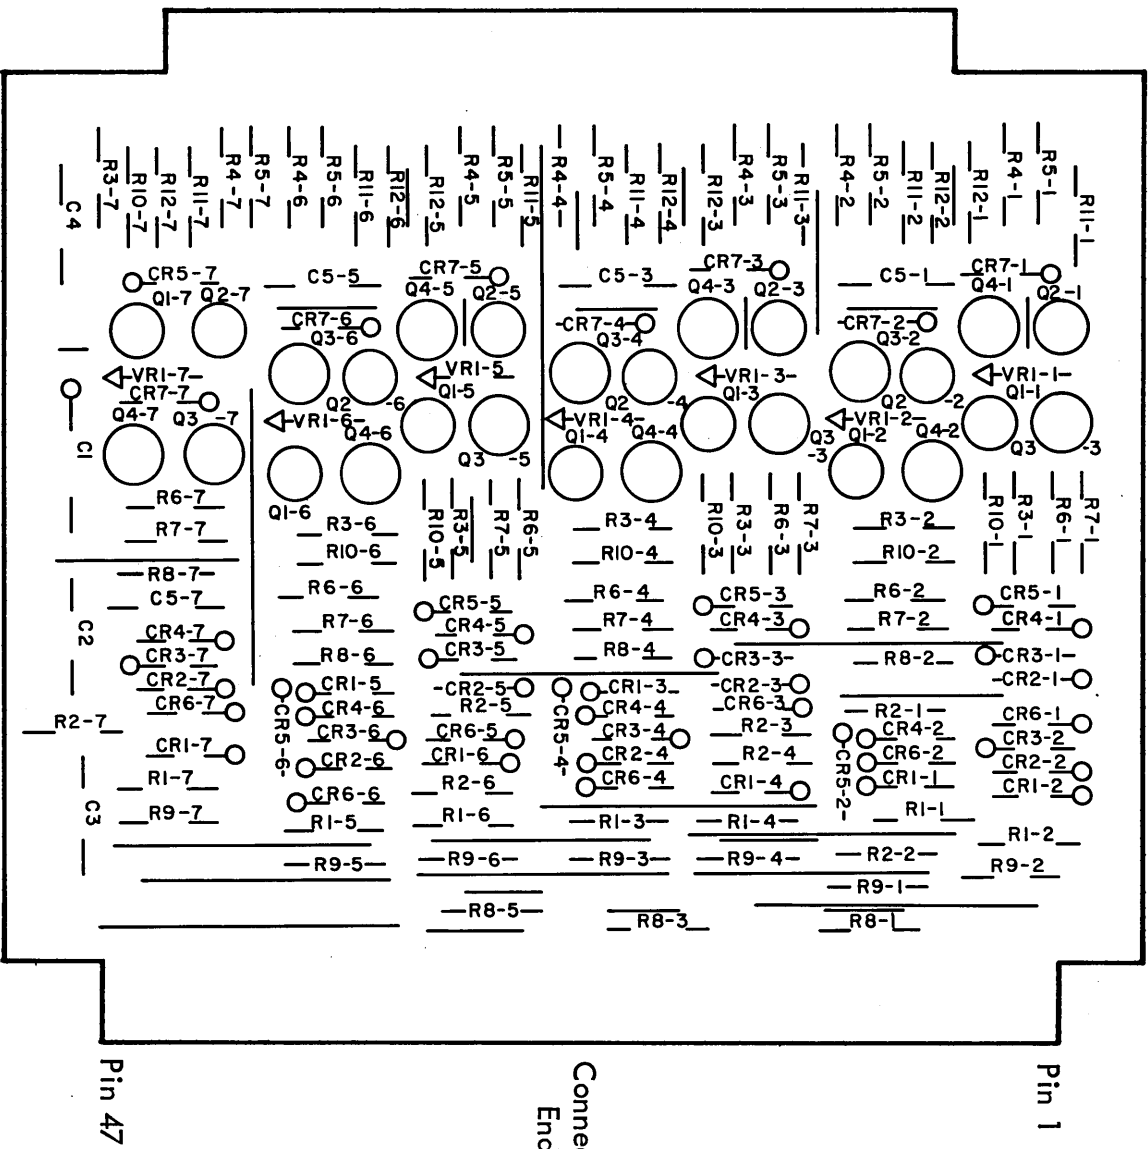 C4
R3-7
R10-7
R12-7
R11-7
R4-7
R5-7
R4-6
R5-6
R11-6
R12-6
R12-5
R4-5
R5-5
R11-5
R4-4
R5-4
R11-4
R12-4
R12-3
R4-3
R5-3
R11-3
R4-2
R5-2
R11-2
R12-2
R12-1
R4-1
R5-1
R11-1
CR5-7
C5-5
CR7-5
C5-3
CR7-3
C5-1
CR7-1
Q1-7
Q2-7
Q4-5
Q2-5
Q4-3
Q2-3
Q4-1
Q2-1
CR7-6
Q3-6
CR7-4
Q3-4
CR7-2
Q3-2
VR1-7
VR1-5
VR1-3
VR1-1
CR7-7
Q1-5
Q1-3
Q1-1
Q4-7
Q3-7
Q2-6
Q2-4
Q2-2
VR1-6
VR1-4
VR1-2
Q4-6
Q1-4
Q4-4
Q3-3
Q1-2
Q4-2
Q3-3
C1
Q3-5
R6-7
Q1-6
R7-7
R3-6
R10-6
R10-5
R3-5
R7-5
R6-5
R3-4
R10-4
R10-3
R3-3
R6-3
R7-3
R3-2
R10-2
R10-1
R3-1
R6-1
R7-1
R8-7
C5-7
R6-6
CR5-5
R6-4
CR5-3
R6-2
CR5-1
C2
CR4-7
R7-6
CR4-5
R7-4
CR4-3
R7-2
CR4-1
CR3-7
R8-6
CR3-5
R8-4
CR3-3
R8-2
CR3-1
CR2-7
CR1-5
CR2-5
CR1-3
CR2-3
CR2-1
CR6-7
CR4-6
R2-5
CR4-4
CR6-3
R2-1
R2-7
CR5-6
CR3-6
CR6-5
CR5-4
CR3-4
R2-3
CR4-2
CR6-1
CR1-7
CR2-6
CR1-6
CR2-4
R2-4
CR5-2
CR6-2
CR3-2
CR2-2
R1-7
CR6-6
R2-6
CR6-4
CR1-4
CR1-1
CR1-2
C3
R9-7
R1-5
R1-6
R1-3
R1-4
R1-1
R1-2
R9-5
R9-6
R9-3
R9-4
R2-2
R9-2
R9-1
R8-5
R8-3
R8-1
Pin 47
Pin 1